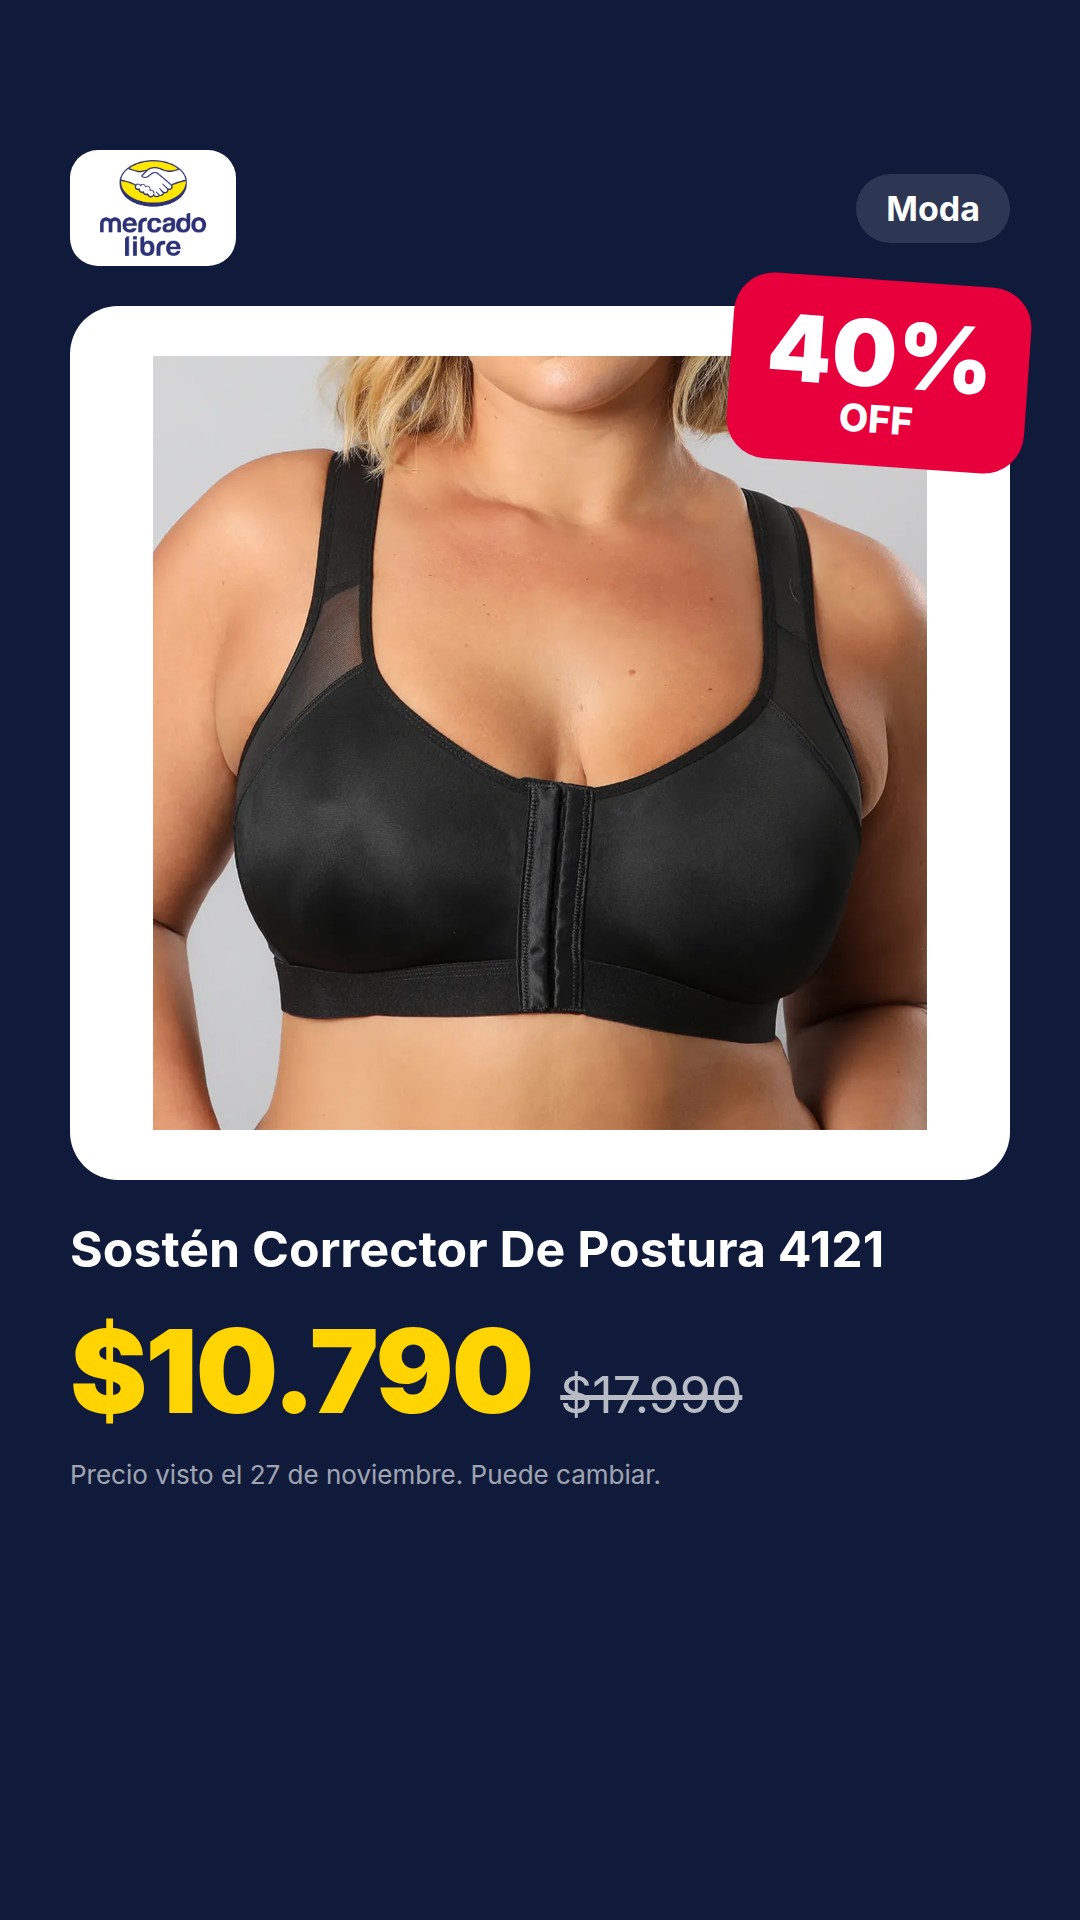 mercado
libre
Moda
40%
OFF
Sostén Corrector De Postura 4121
$10.790 $17.990
Precio visto el 27 de noviembre. Puede cambiar.